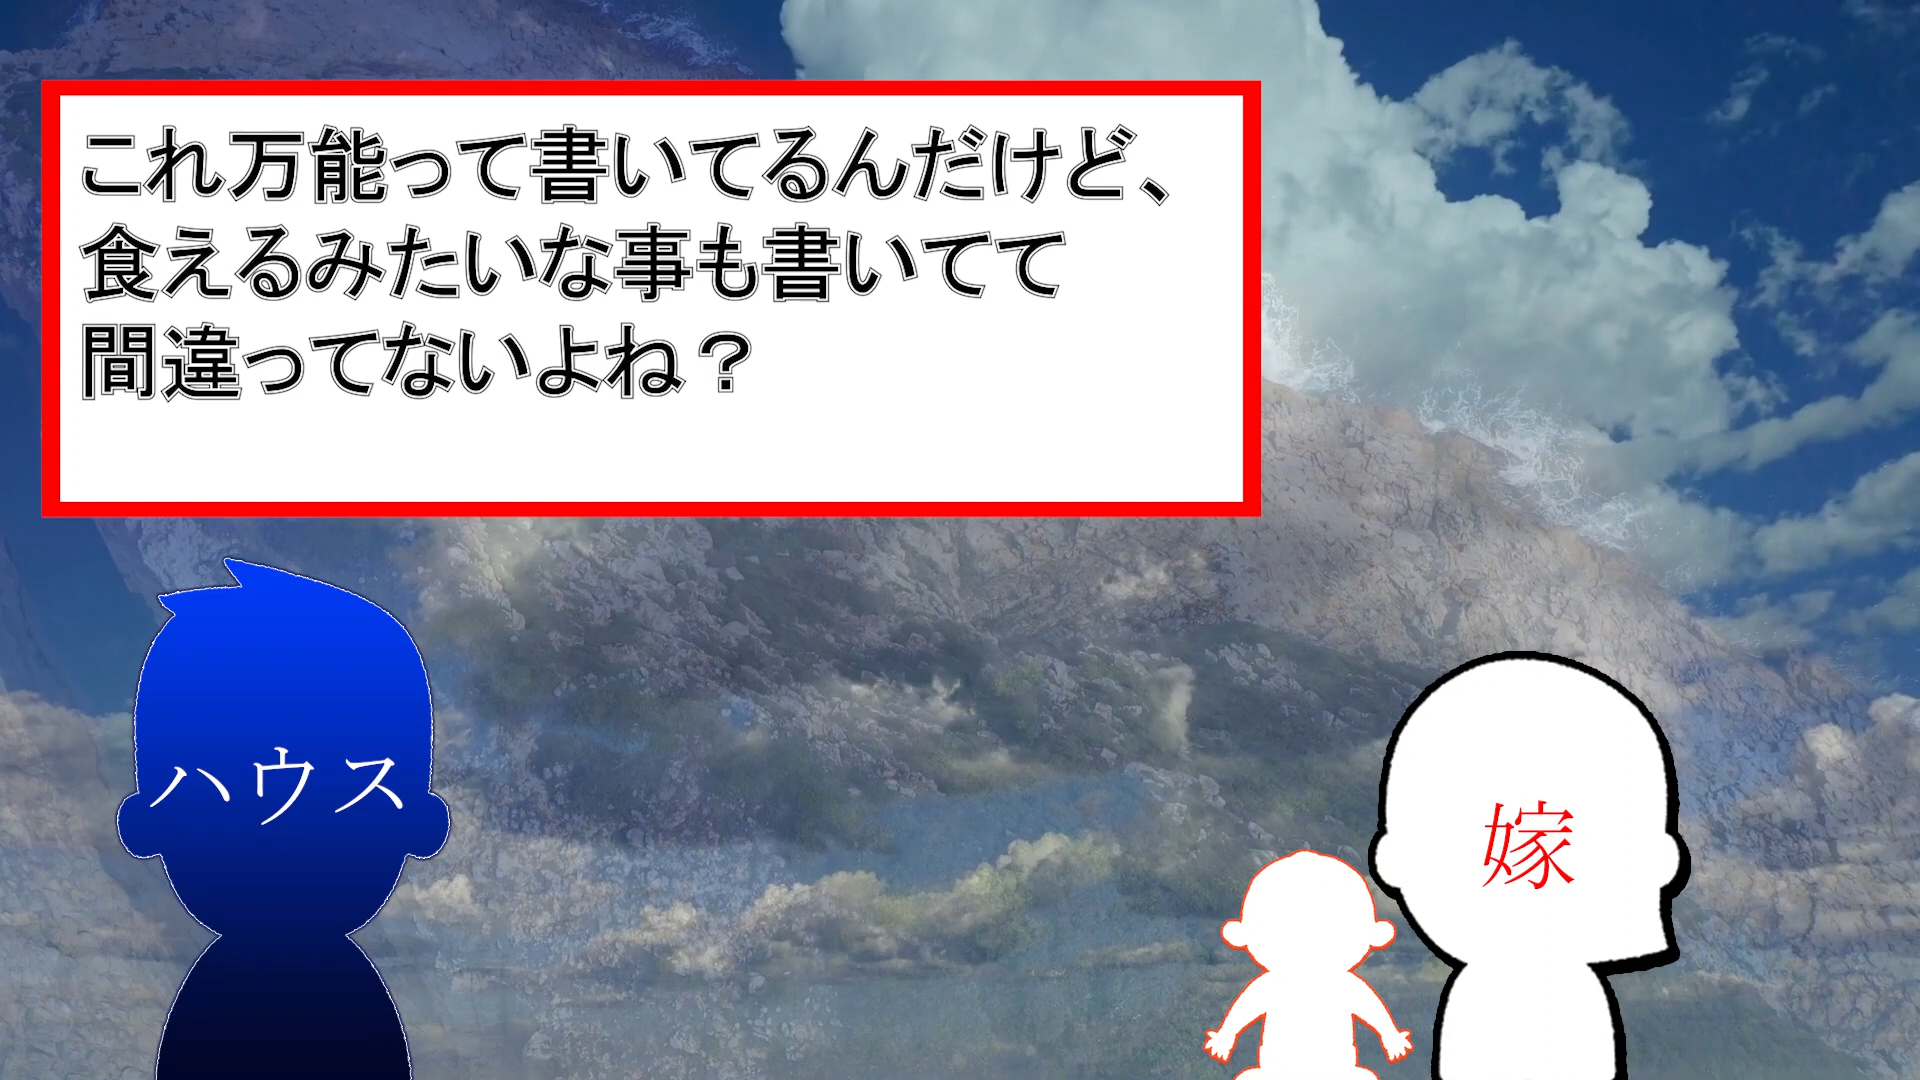 これ万能って書いてるんだけど、
食えるみたいな事も書いてて
間違ってないよね？
ハウス
嫁